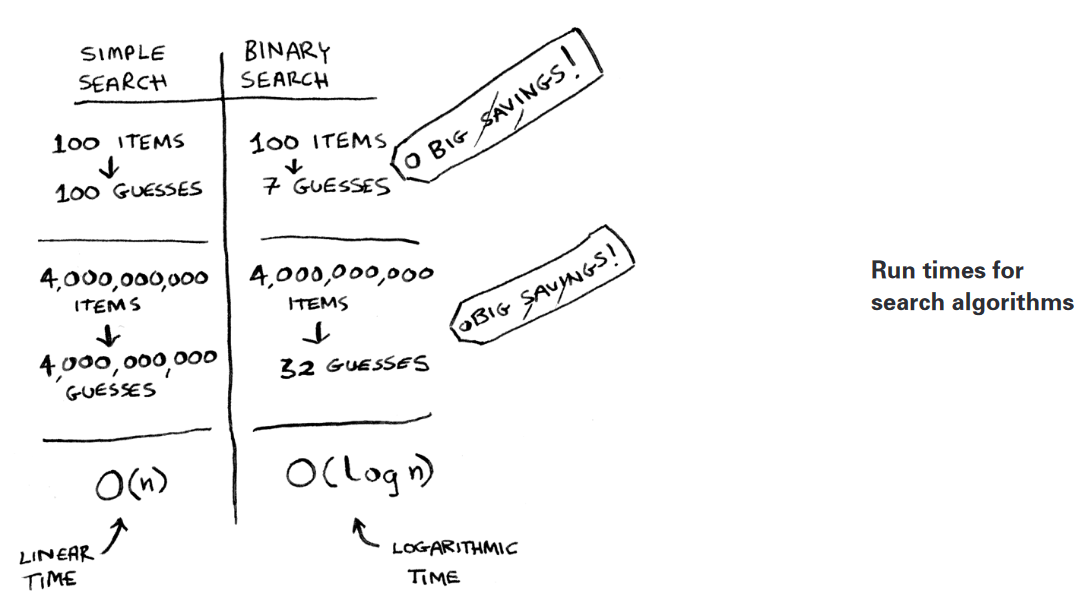 SIMPLE
SEARCH
BINARY
SEARCH
100 ITEMS
100 GUESSES
100 ITEMS
7 GUESSES
BIG SAVINGS!
4,000,000,000
ITEMS
4,000,000,000
GUESSES
4,000,000,000
ITEMS
32 GUESSES
BIG SAVINGS!
O(n)
O(log n)
LINEAR
TIME
LOGARITHMIC
TIME
Run times for
search algorithms